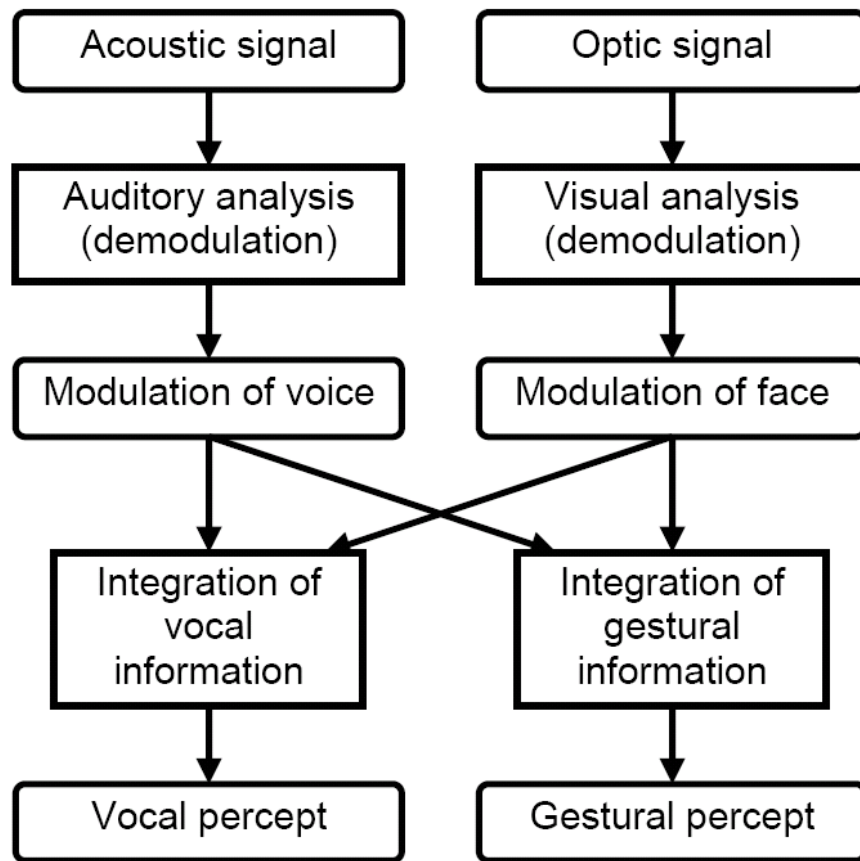 Acoustic signal
Optic signal
Auditory analysis
(demodulation)
Visual analysis
(demodulation)
Modulation of voice
Modulation of face
Integration of
vocal
information
Integration of
gestural
information
Vocal percept
Gestural percept